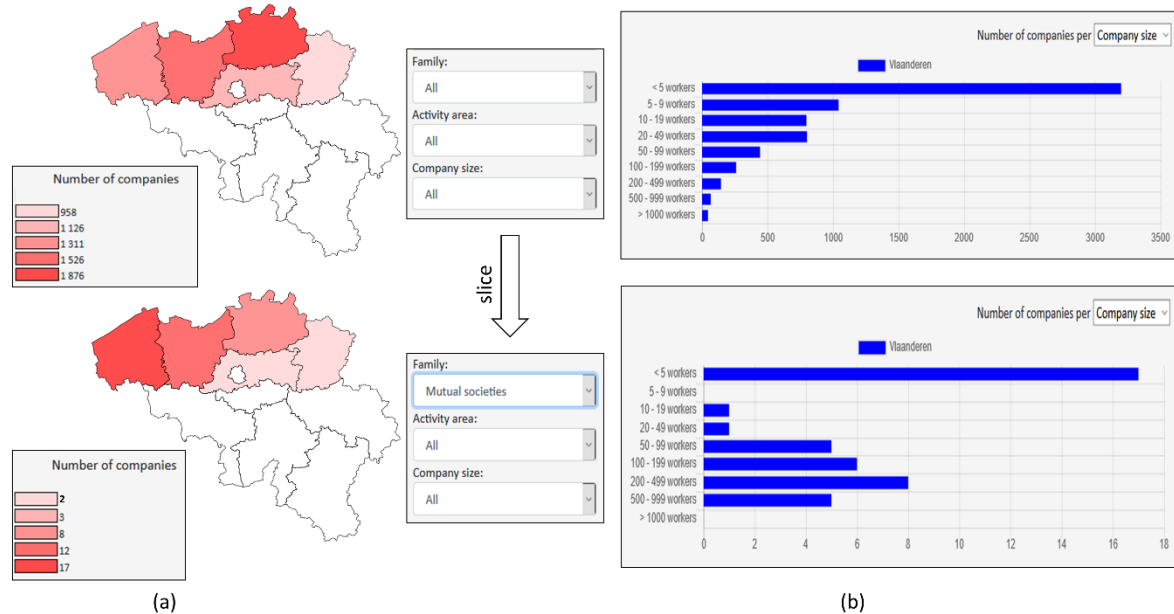 Family:
All
Activity area:
All
Company size:
All
Number of companies
958
1 126
1 311
1 526
1 876
slice
Family:
Mutual societies
Activity area:
All
Company size:
All
Number of companies
2
3
8
12
17
(a)
Number of companies per Company size
Vlaanderen
< 5 workers
5 - 9 workers
10 - 19 workers
20 - 49 workers
50 - 99 workers
100 - 199 workers
200 - 499 workers
500 - 999 workers
> 1000 workers
0 500 1000 1500 2000 2500 3000 3500
Number of companies per Company size
Vlaanderen
< 5 workers
5 - 9 workers
10 - 19 workers
20 - 49 workers
50 - 99 workers
100 - 199 workers
200 - 499 workers
500 - 999 workers
> 1000 workers
0 2 4 6 8 10 12 14 16 18
(b)